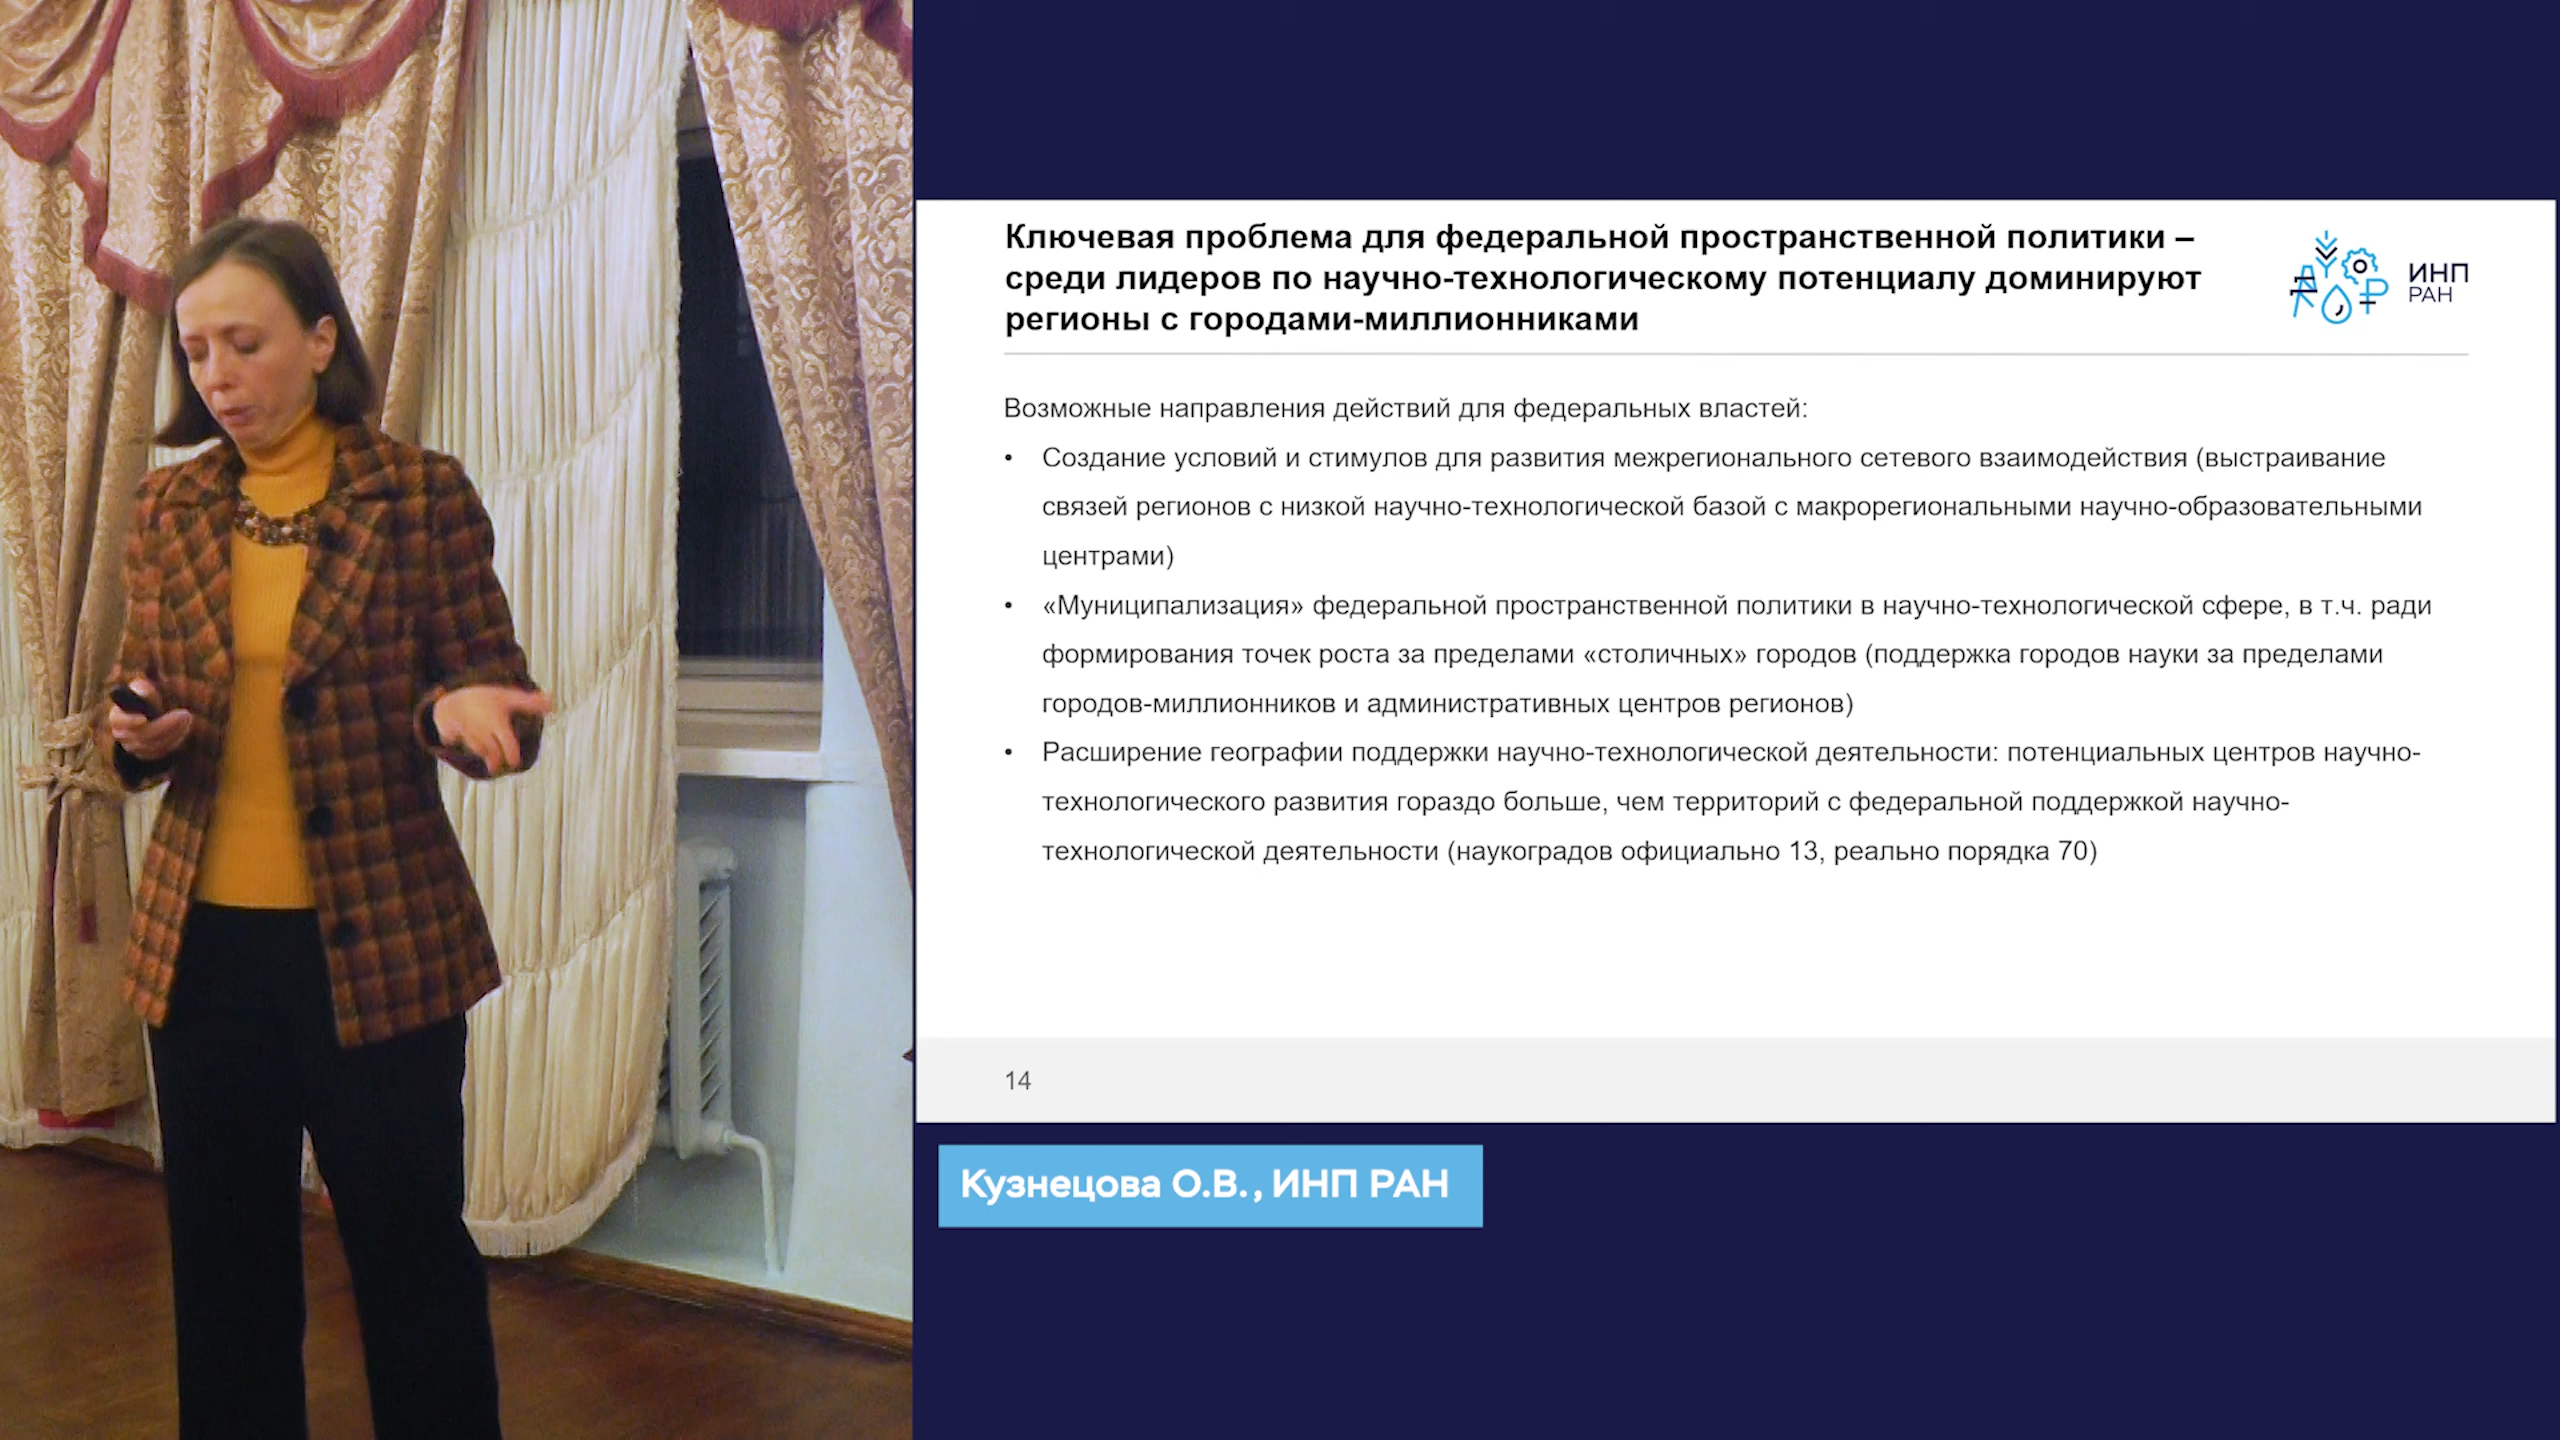 Ключевая проблема для федеральной пространственной политики –
среди лидеров по научно-технологическому потенциалу доминируют
регионы с городами-миллионниками
ИНП
РАН
Возможные направления действий для федеральных властей:
• Создание условий и стимулов для развития межрегионального сетевого взаимодействия (выстраивание
связей регионов с низкой научно-технологической базой с макрорегиональными научно-образовательными
центрами)
• «Муниципализация» федеральной пространственной политики в научно-технологической сфере, в т.ч. ради
формирования точек роста за пределами «столичных» городов (поддержка городов науки за пределами
городов-миллионников и административных центров регионов)
• Расширение географии поддержки научно-технологической деятельности: потенциальных центров научно-
технологического развития гораздо больше, чем территорий с федеральной поддержкой научно-
технологической деятельности (наукоградов официально 13, реально порядка 70)
14
Кузнецова О.В., ИНП РАН